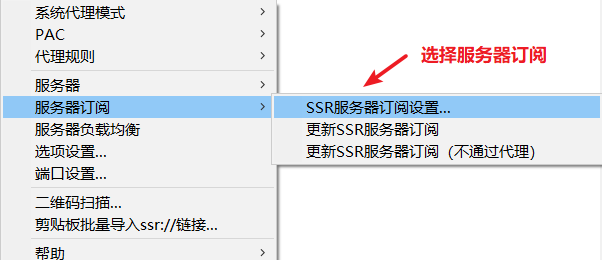 系统代理模式
PAC
代理规则
选择服务器订阅
服务器
服务器订阅
SSR服务器订阅设置...
服务器负载均衡
更新SSR服务器订阅
选项设置...
更新SSR服务器订阅（不通过代理）
端口设置...
二维码扫描...
剪贴板批量导入ssr://链接...
帮助